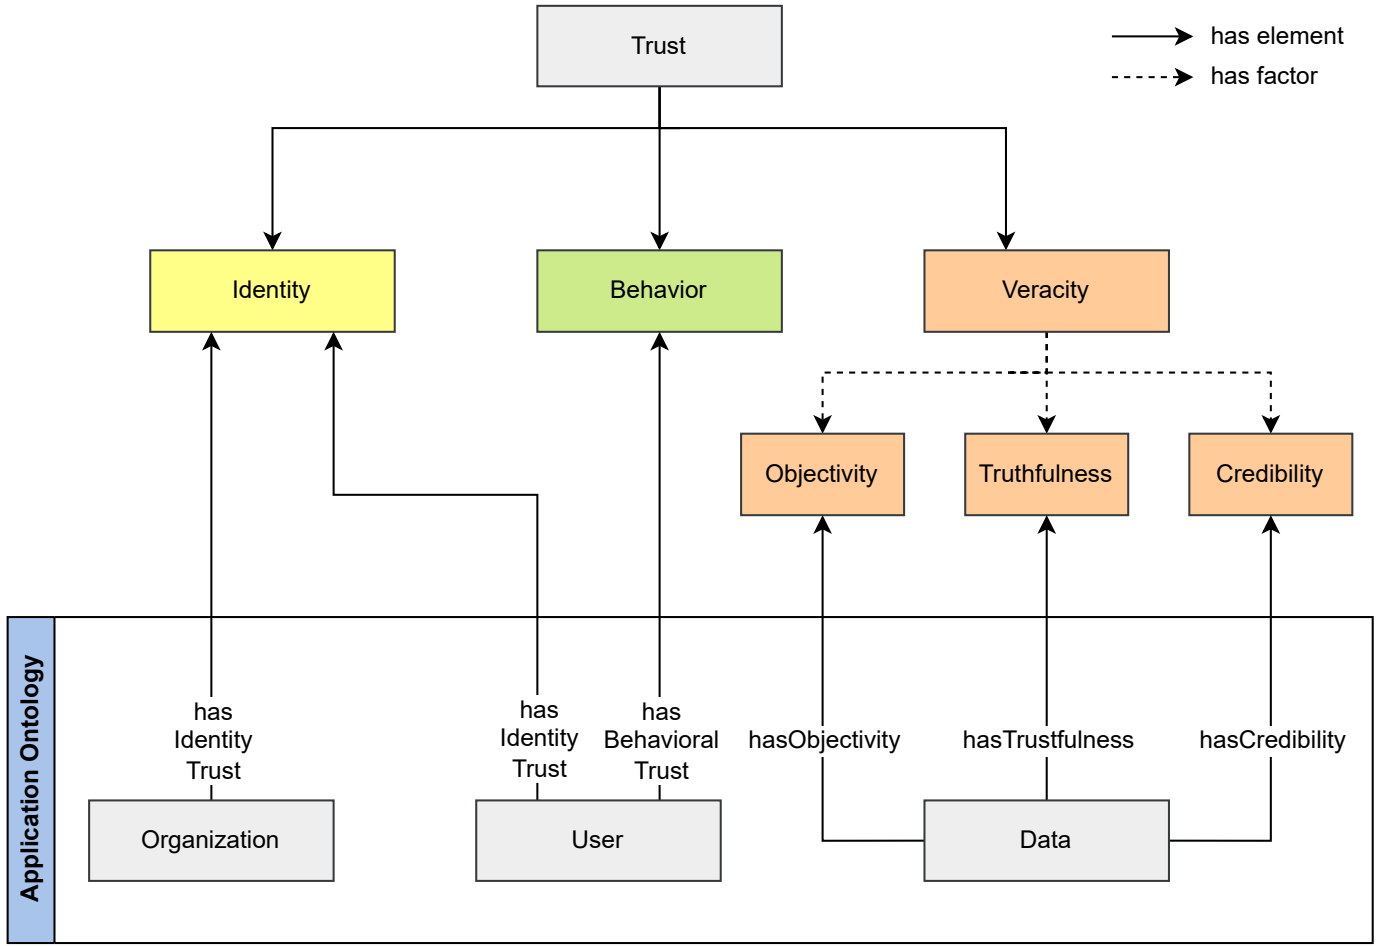 Trust
has element
has factor
Identity
Behavior
Veracity
Objectivity
Truthfulness
Credibility
Application Ontology
has
Identity
Trust
has
Identity
Trust
has
Behavioral
Trust
hasObjectivity
hasTrustfulness
hasCredibility
Organization
User
Data